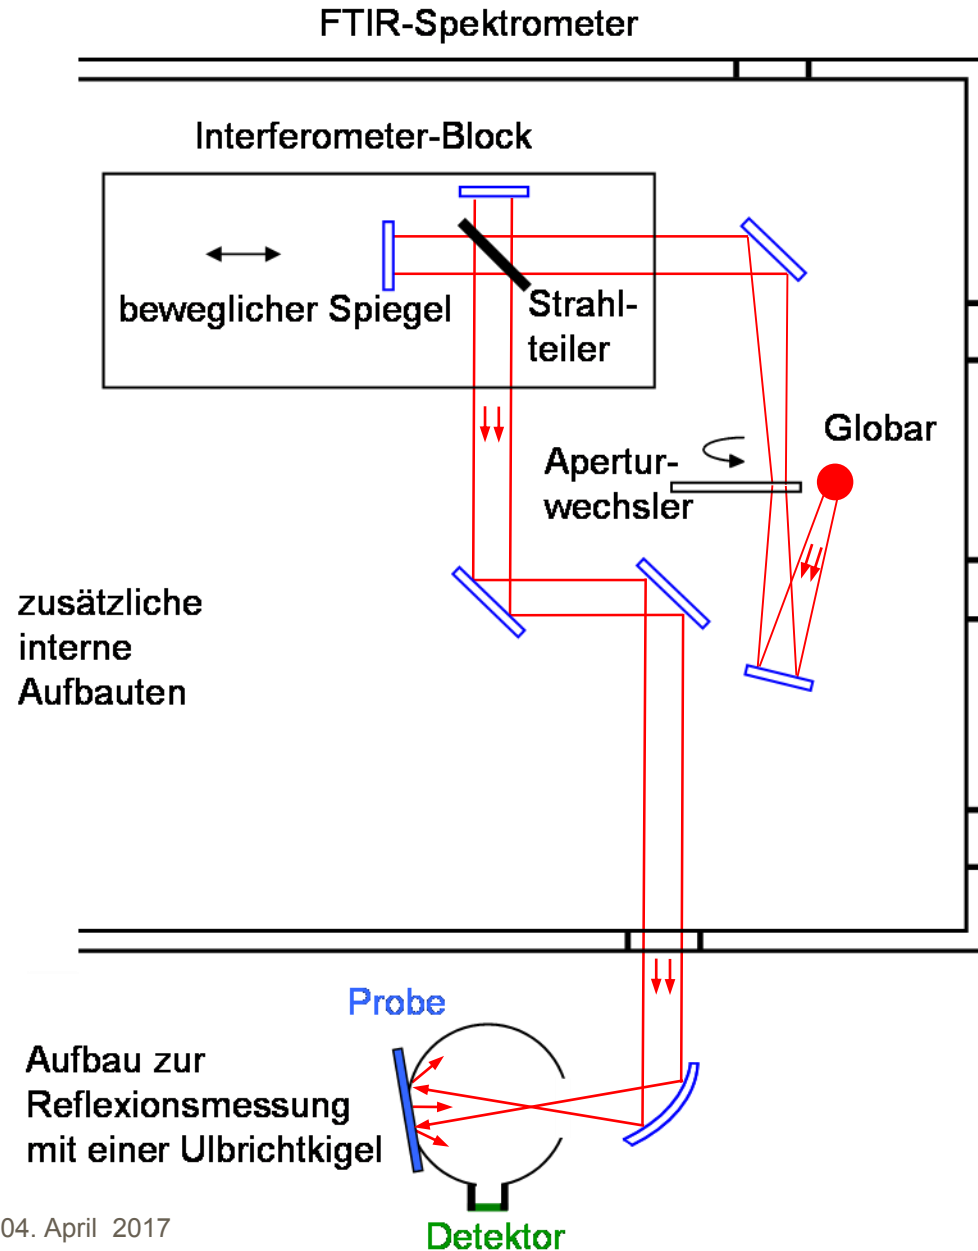 FTIR-Spektrometer
Interferometer-Block
beweglicher Spiegel
Strahl-
teiler
Globar
Apertur-
wechsler
zusätzliche
interne
Aufbauten
Probe
Aufbau zur
Reflexionsmessung
mit einer Ulbrichtkigel
04. April 2017
Detektor